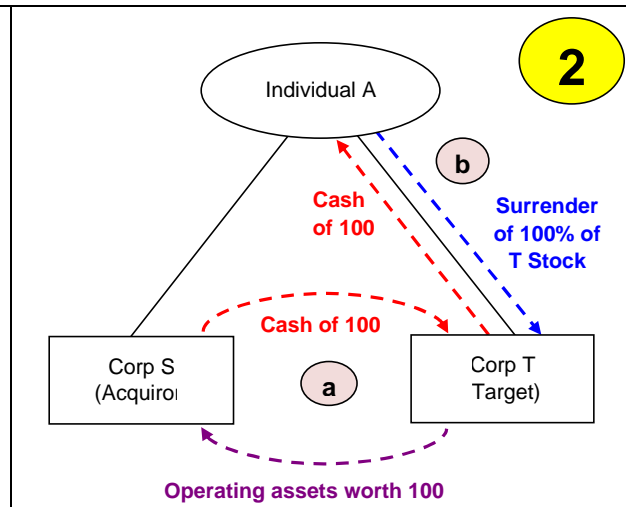 2
Individual A
b
Cash
of 100
Surrender
of 100% of
T Stock
Cash of 100
Corp S
(Acquiror
a
Corp T
Target)
Operating assets worth 100